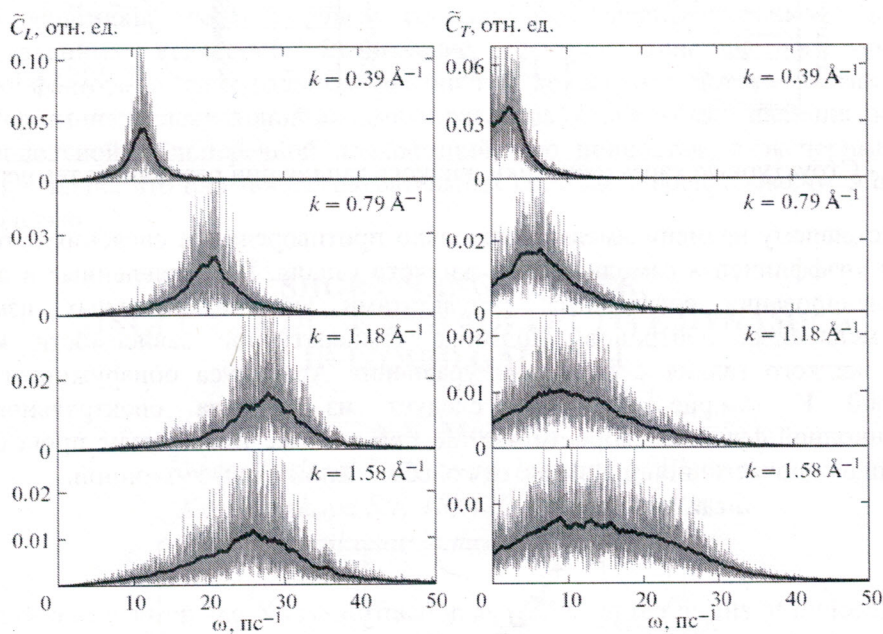 C̃_L, отн. ед.
0.10
0.05
0
k = 0.39 Å⁻¹
0.03
0
k = 0.79 Å⁻¹
0.02
0
k = 1.18 Å⁻¹
0.02
0.01
k = 1.58 Å⁻¹
0 10 20 30 40 50
ω, пс⁻¹
C̃_T, отн. ед.
0.06
0.03
0
k = 0.39 Å⁻¹
0.02
0
k = 0.79 Å⁻¹
0.02
0.01
0
k = 1.18 Å⁻¹
0.01
k = 1.58 Å⁻¹
0 10 20 30 40 50
ω, пс⁻¹